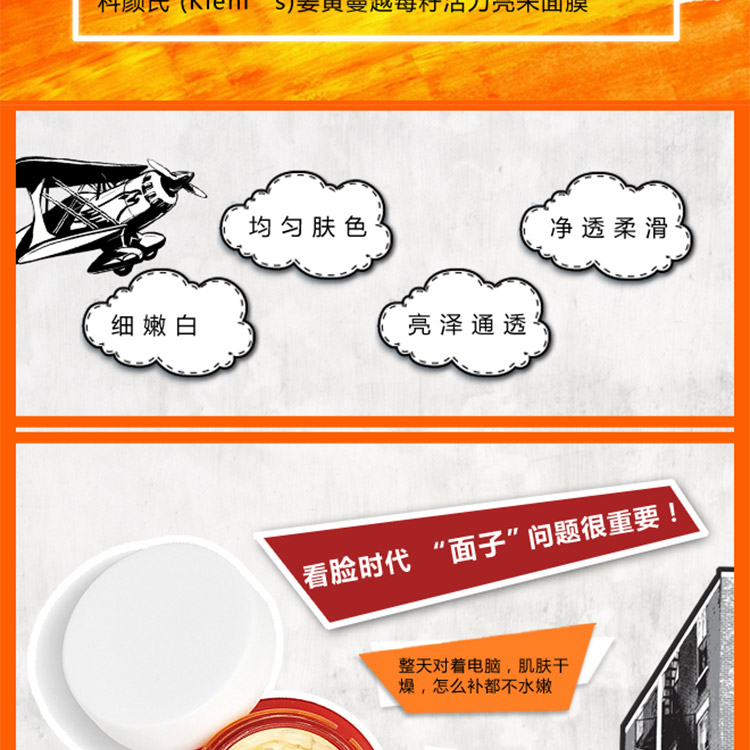 科颜氏 (Kiehl’s)姜黄蔓越莓籽活力亮采面膜
均匀肤色
净透柔滑
细嫩白
亮泽通透
看脸时代 “面子”问题很重要！
整天对着电脑，肌肤干
燥，怎么补都不水嫩